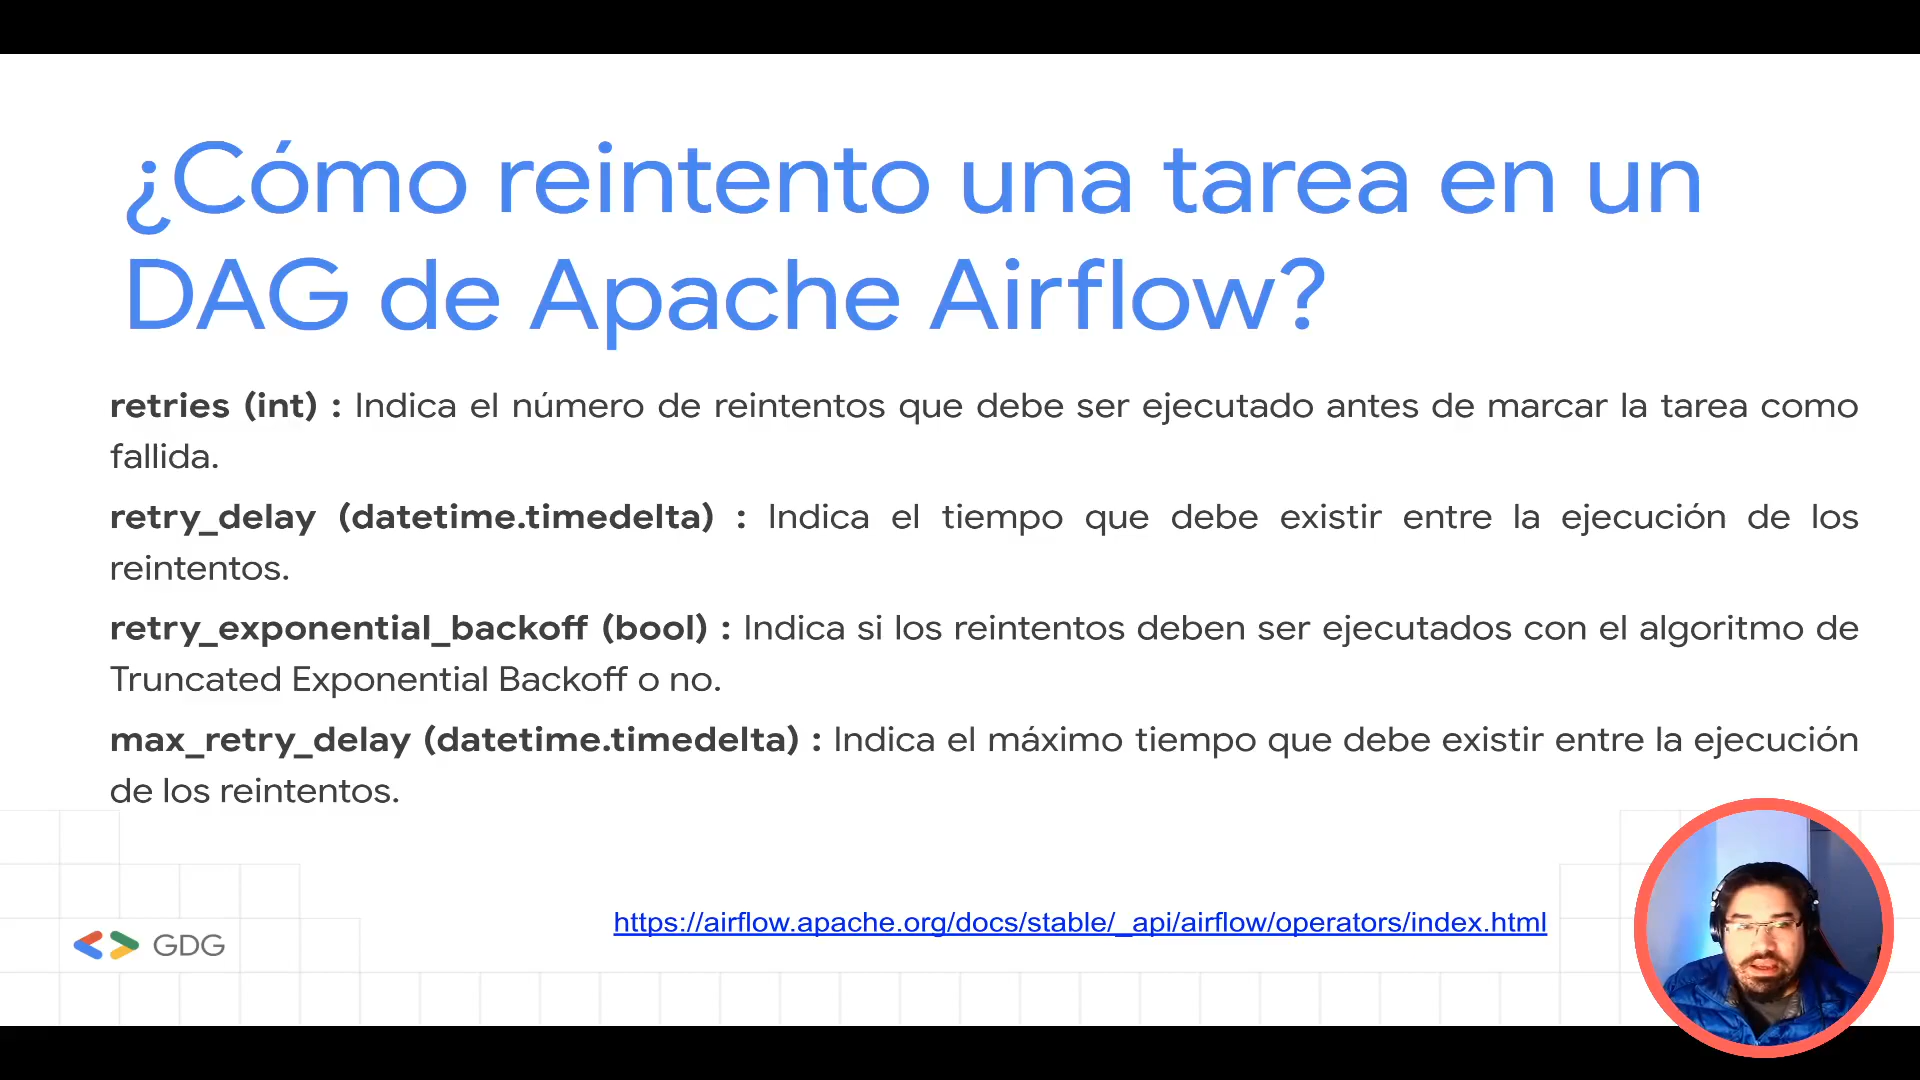 ¿Cómo reintento una tarea en un
DAG de Apache Airflow?
retries (int) : Indica el número de reintentos que debe ser ejecutado antes de marcar la tarea como
fallida.
retry_delay (datetime.timedelta) : Indica el tiempo que debe existir entre la ejecución de los
reintentos.
retry_exponential_backoff (bool) : Indica si los reintentos deben ser ejecutados con el algoritmo de
Truncated Exponential Backoff o no.
max_retry_delay (datetime.timedelta) : Indica el máximo tiempo que debe existir entre la ejecución
de los reintentos.
https://airflow.apache.org/docs/stable/_api/airflow/operators/index.html
GDG